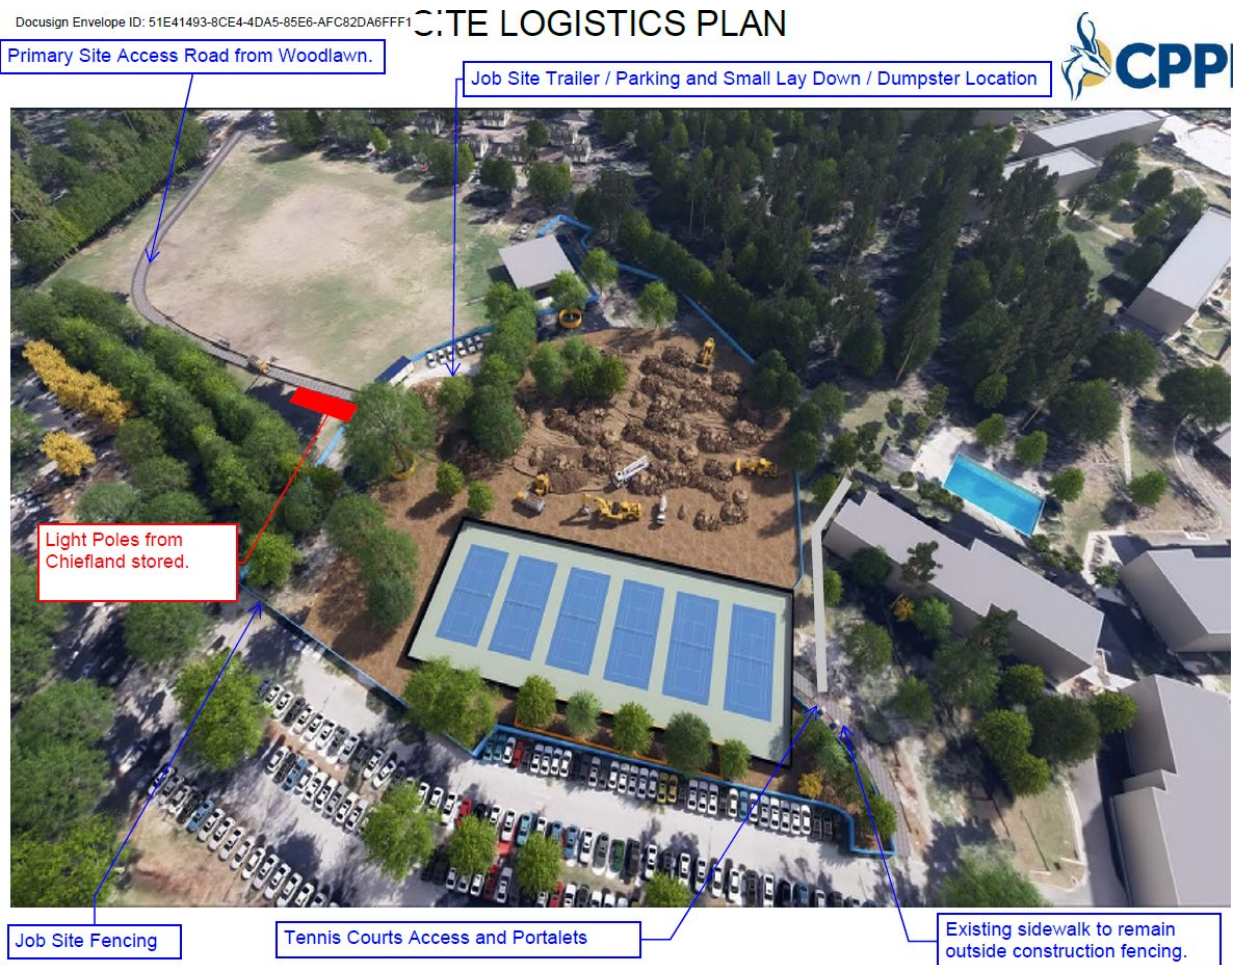 Docusign Envelope ID: 51E41493-8CE4-4DA5-85E6-AFC82DA6FFF1
SITE LOGISTICS PLAN
CPPI
Primary Site Access Road from Woodlawn.
Job Site Trailer / Parking and Small Lay Down / Dumpster Location
Light Poles from
Chiefland stored.
Job Site Fencing
Tennis Courts Access and Portalets
Existing sidewalk to remain
outside construction fencing.